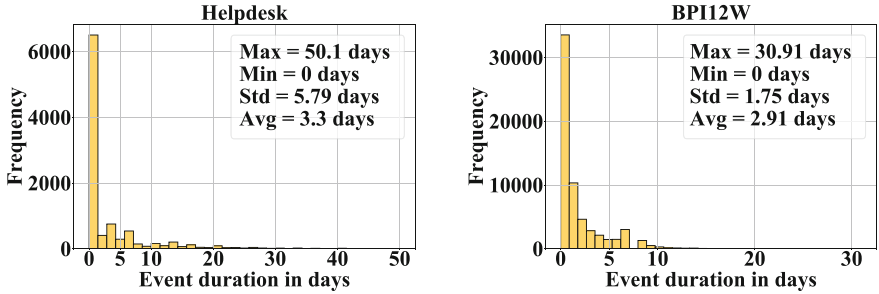 Helpdesk
6000
4000
2000
0
Frequency
Max = 50.1 days
Min = 0 days
Std = 5.79 days
Avg = 3.3 days
0 5 10 20 30 40 50
Event duration in days
BPI12W
30000
20000
10000
0
Frequency
Max = 30.91 days
Min = 0 days
Std = 1.75 days
Avg = 2.91 days
0 5 10 20 30
Event duration in days